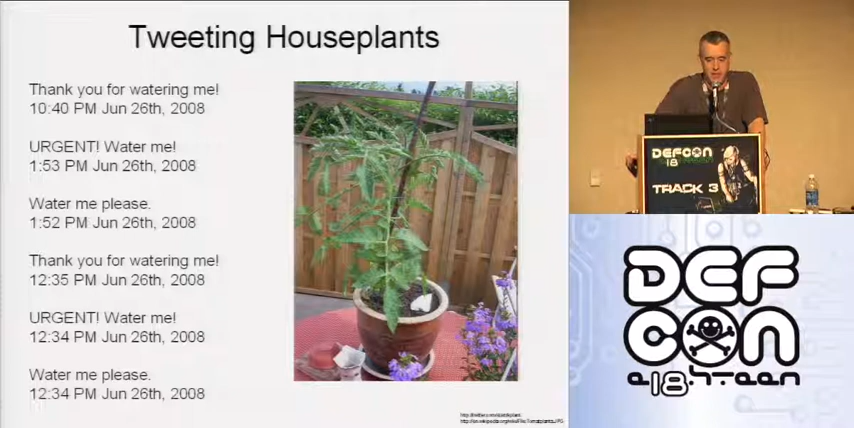 Tweeting Houseplants
Thank you for watering me!
10:40 PM Jun 26th, 2008
URGENT! Water me!
1:53 PM Jun 26th, 2008
Water me please.
1:52 PM Jun 26th, 2008
Thank you for watering me!
12:35 PM Jun 26th, 2008
URGENT! Water me!
12:34 PM Jun 26th, 2008
Water me please.
12:34 PM Jun 26th, 2008
DEFCON
18
TRACK 3
DEF
CON
e18hteen